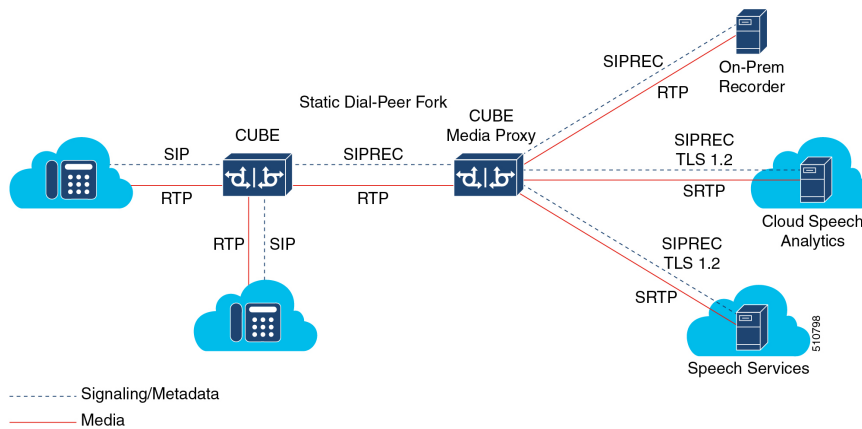 Static Dial-Peer Fork
CUBE
CUBE
Media Proxy
SIP
RTP
SIPREC
RTP
RTP
SIP
SIPREC
RTP
On-Prem
Recorder
SIPREC
TLS 1.2
SRTP
Cloud Speech
Analytics
SIPREC
TLS 1.2
SRTP
Speech Services
510798
Signaling/Metadata
Media